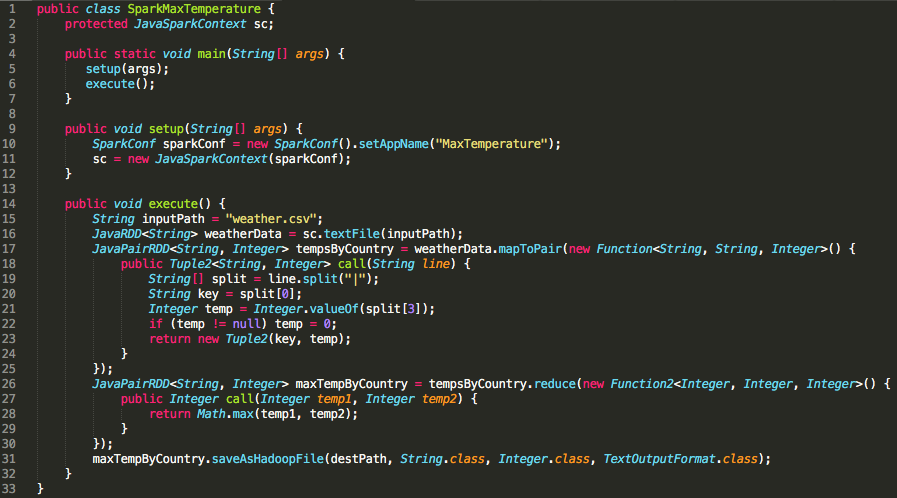 1 public class SparkMaxTemperature {
2 protected JavaSparkContext sc;
3
4 public static void main(String[] args) {
5 setup(args);
6 execute();
7 }
8
9 public void setup(String[] args) {
10 SparkConf sparkConf = new SparkConf().setAppName("MaxTemperature");
11 sc = new JavaSparkContext(sparkConf);
12 }
13
14 public void execute() {
15 String inputPath = "weather.csv";
16 JavaRDD<String> weatherData = sc.textFile(inputPath);
17 JavaPairRDD<String, Integer> tempsByCountry = weatherData.mapToPair(new Function<String, String, Integer>() {
18 public Tuple2<String, Integer> call(String line) {
19 String[] split = line.split("|");
20 String key = split[0];
21 Integer temp = Integer.valueOf(split[3]);
22 if (temp != null) temp = 0;
23 return new Tuple2(key, temp);
24 }
25 });
26 JavaPairRDD<String, Integer> maxTempByCountry = tempsByCountry.reduce(new Function2<Integer, Integer, Integer>() {
27 public Integer call(Integer temp1, Integer temp2) {
28 return Math.max(temp1, temp2);
29 }
30 });
31 maxTempByCountry.saveAsHadoopFile(destPath, String.class, Integer.class, TextOutputFormat.class);
32 }
33 }